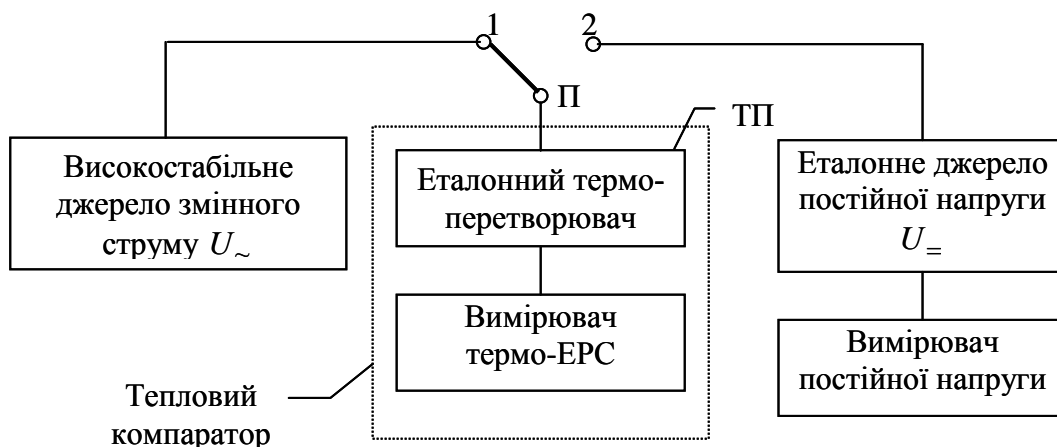 1
2
П
ТП
Високостабільне
джерело змінного
струму U~
Еталонний термо-
перетворювач
Вимірювач
термо-ЕРС
Тепловий
компаратор
Еталонне джерело
постійної напруги
U=
Вимірювач
постійної напруги